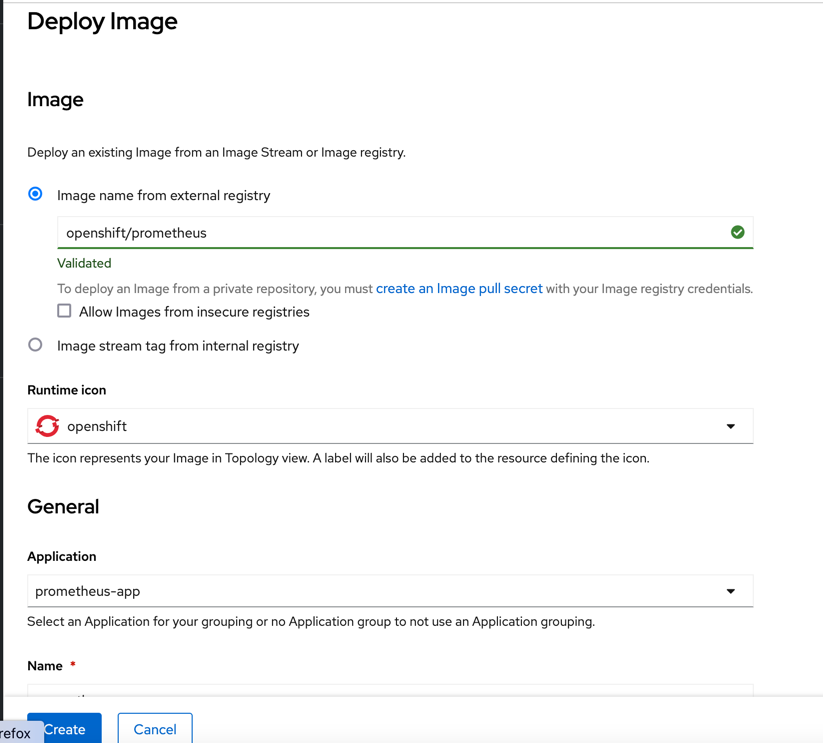 Deploy Image
Image
Deploy an existing Image from an Image Stream or Image registry.
Image name from external registry
openshift/prometheus
Validated
To deploy an Image from a private repository, you must create an Image pull secret with your Image registry credentials.
Allow Images from insecure registries
Image stream tag from internal registry
Runtime icon
openshift
The icon represents your Image in Topology view. A label will also be added to the resource defining the icon.
General
Application
prometheus-app
Select an Application for your grouping or no Application group to not use an Application grouping.
Name *
refox Create Cancel